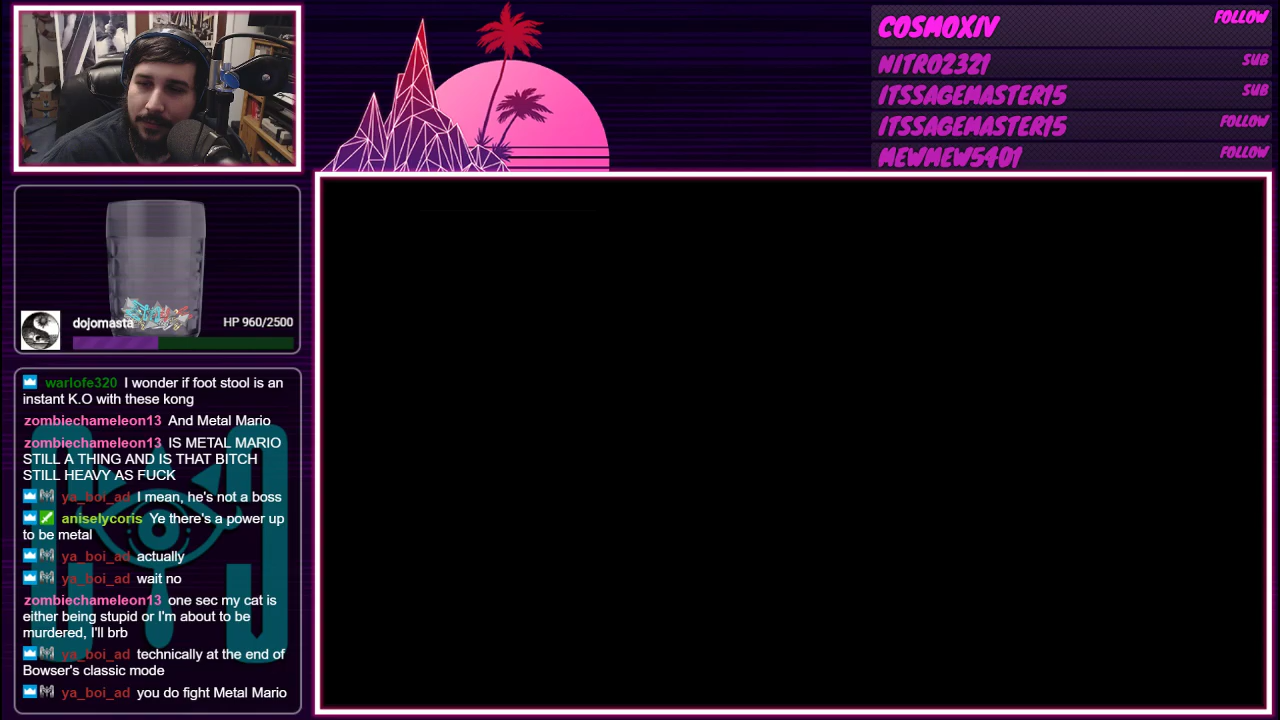 COSMOXIV FOLLOW
NITRO2321 SUB
ITSSAGEMASTER15 SUB
ITSSAGEMASTER15 FOLLOW
MEWMEW5401 FOLLOW
dojomasta HP 960/2500
warlofe320 I wonder if foot stool is an
instant K.O with these kong
zombiechameleon13 And Metal Mario
zombiechameleon13 IS METAL MARIO
STILL A THING AND IS THAT BITCH
STILL HEAVY AS FUCK
ya_boi_ad I mean, he's not a boss
aniselycoris Ye there's a power up
to be metal
ya_boi_ad actually
ya_boi_ad wait no
zombiechameleon13 one sec my cat is
either being stupid or I'm about to be
murdered, I'll brb
ya_boi_ad technically at the end of
Bowser's classic mode
ya_boi_ad you do fight Metal Mario